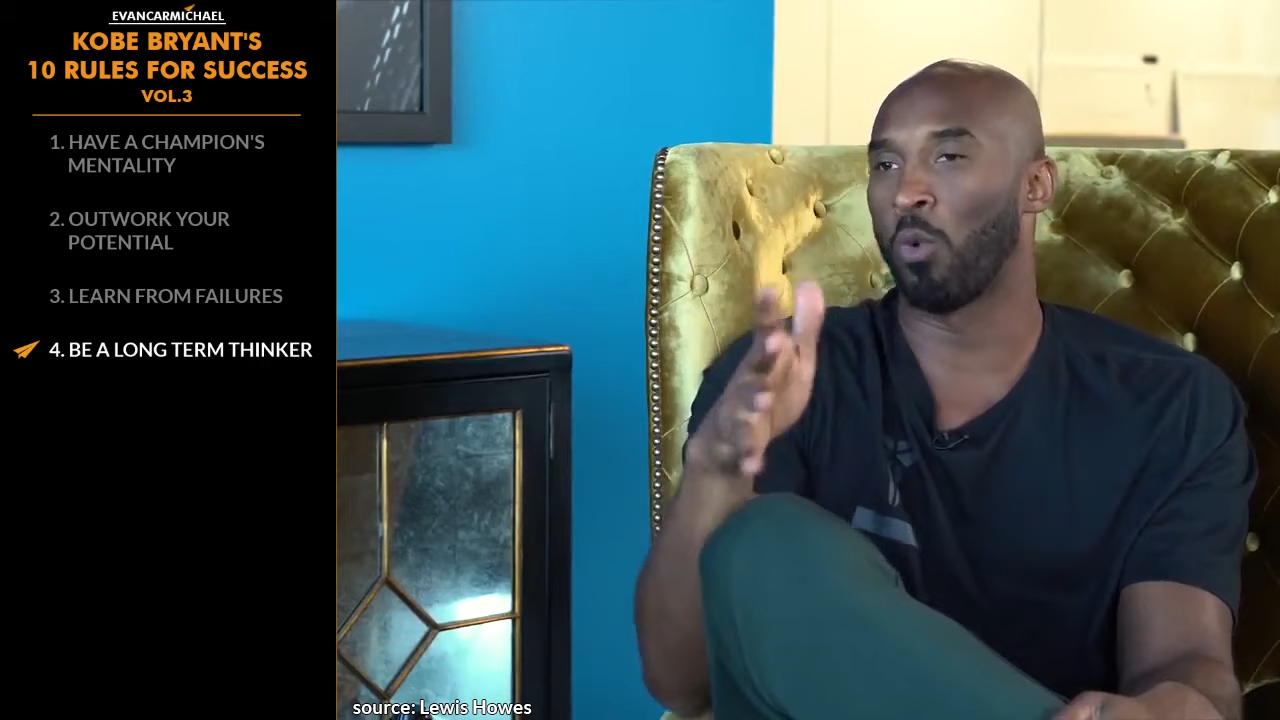 EVANCARMICHAEL
KOBE BRYANT'S
10 RULES FOR SUCCESS
VOL.3
1. HAVE A CHAMPION'S
MENTALITY
2. OUTWORK YOUR
POTENTIAL
3. LEARN FROM FAILURES
4. BE A LONG TERM THINKER
source: Lewis Howes